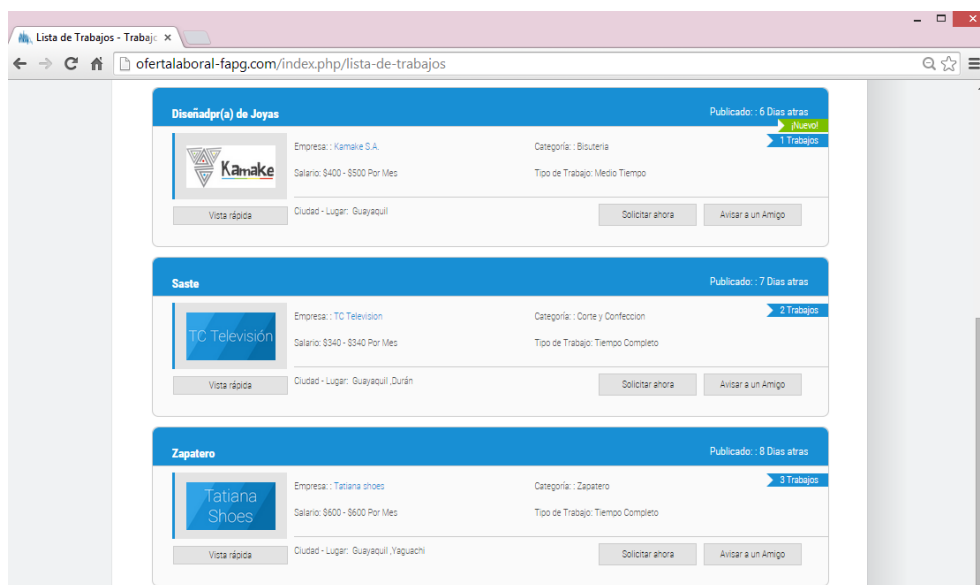 Lista de Trabajos - Trabajo
ofertalaboral-fapg.com/index.php/lista-de-trabajos
Diseñadpr(a) de Joyas
Publicado: : 6 Dias atras
¡Nuevo!
1 Trabajos
Kamake
Empresa: : Kamake S.A.
Categoría: : Bisuteria
Salario: $400 - $500 Por Mes
Tipo de Trabajo: Medio Tiempo
Vista rápida
Ciudad - Lugar: Guayaquil
Solicitar ahora
Avisar a un Amigo
Saste
Publicado: : 7 Dias atras
2 Trabajos
TC Televisión
Empresa: : TC Television
Categoría: : Corte y Confeccion
Salario: $340 - $340 Por Mes
Tipo de Trabajo: Tiempo Completo
Vista rápida
Ciudad - Lugar: Guayaquil ,Durán
Solicitar ahora
Avisar a un Amigo
Zapatero
Publicado: : 8 Dias atras
3 Trabajos
Tatiana
Shoes
Empresa: : Tatiana shoes
Categoría: : Zapatero
Salario: $600 - $600 Por Mes
Tipo de Trabajo: Tiempo Completo
Vista rápida
Ciudad - Lugar: Guayaquil ,Yaguachi
Solicitar ahora
Avisar a un Amigo